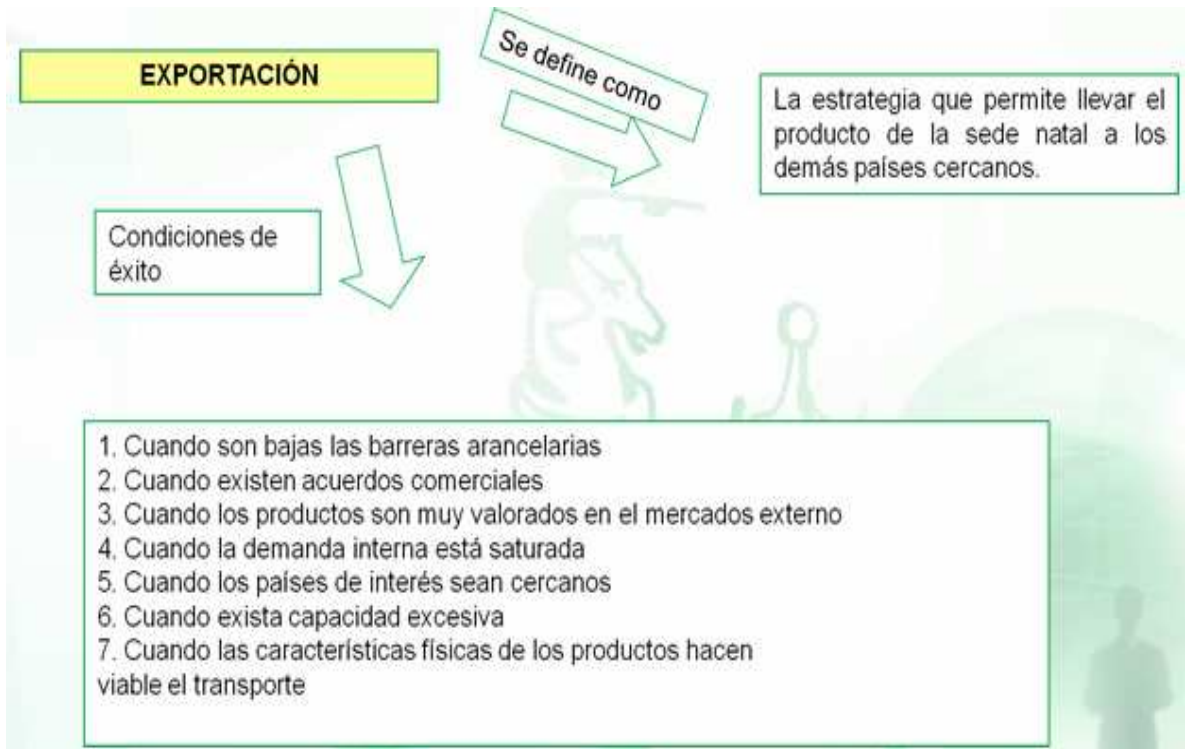 EXPORTACIÓN
Se define como
La estrategia que permite llevar el
producto de la sede natal a los
demás países cercanos.
Condiciones de
éxito
1. Cuando son bajas las barreras arancelarias
2. Cuando existen acuerdos comerciales
3. Cuando los productos son muy valorados en el mercados externo
4. Cuando la demanda interna está saturada
5. Cuando los países de interés sean cercanos
6. Cuando exista capacidad excesiva
7. Cuando las características físicas de los productos hacen
viable el transporte